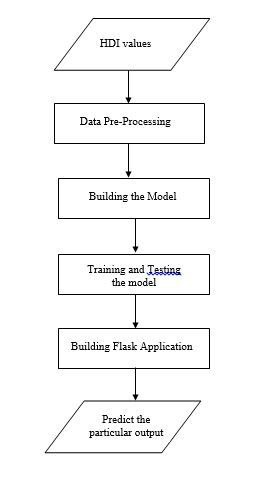 HDI values
Data Pre-Processing
Building the Model
Training and Testing
the model
Building Flask Application
Predict the
particular output